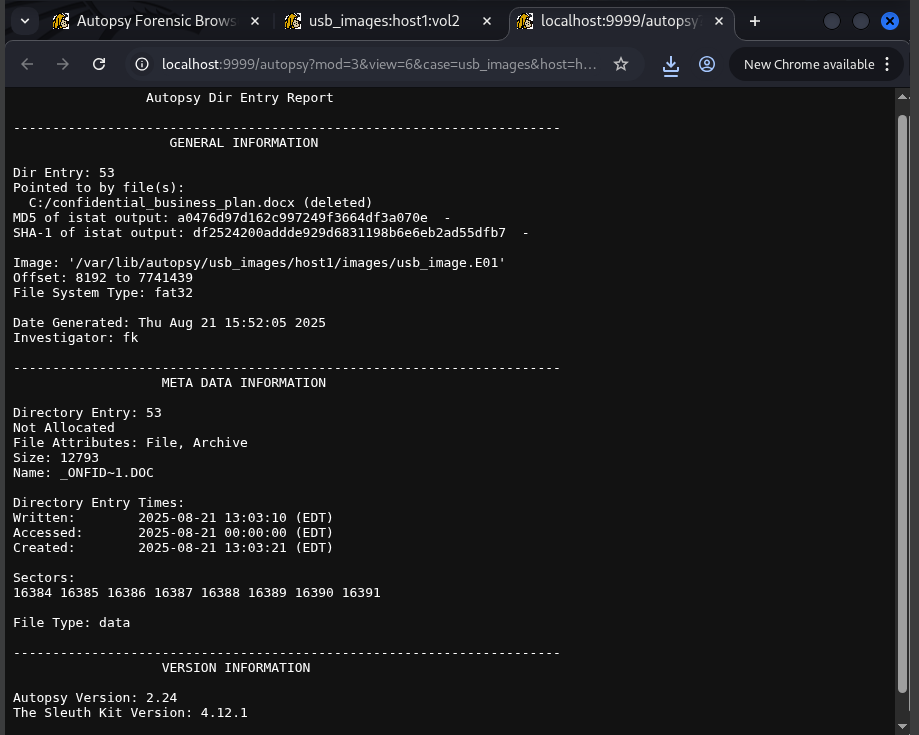 Autopsy Forensic Brows
usb_images:host1:vol2
localhost:9999/autopsy?
localhost:9999/autopsy?mod=3&view=6&case=usb_images&host=h...
New Chrome available
Autopsy Dir Entry Report
----------------------------------------------------------------------
GENERAL INFORMATION
Dir Entry: 53
Pointed to by file(s):
C:/confidential_business_plan.docx (deleted)
MD5 of istat output: a0476d97d162c997249f3664df3a070e  -
SHA-1 of istat output: df2524200addde929d6831198b6e6eb2ad55dfb7  -
Image: '/var/lib/autopsy/usb_images/host1/images/usb_image.E01'
Offset: 8192 to 7741439
File System Type: fat32
Date Generated: Thu Aug 21 15:52:05 2025
Investigator: fk
----------------------------------------------------------------------
META DATA INFORMATION
Directory Entry: 53
Not Allocated
File Attributes: File, Archive
Size: 12793
Name: _ONFID~1.DOC
Directory Entry Times:
Written:        2025-08-21 13:03:10 (EDT)
Accessed:       2025-08-21 00:00:00 (EDT)
Created:        2025-08-21 13:03:21 (EDT)
Sectors:
16384 16385 16386 16387 16388 16389 16390 16391
File Type: data
----------------------------------------------------------------------
VERSION INFORMATION
Autopsy Version: 2.24
The Sleuth Kit Version: 4.12.1